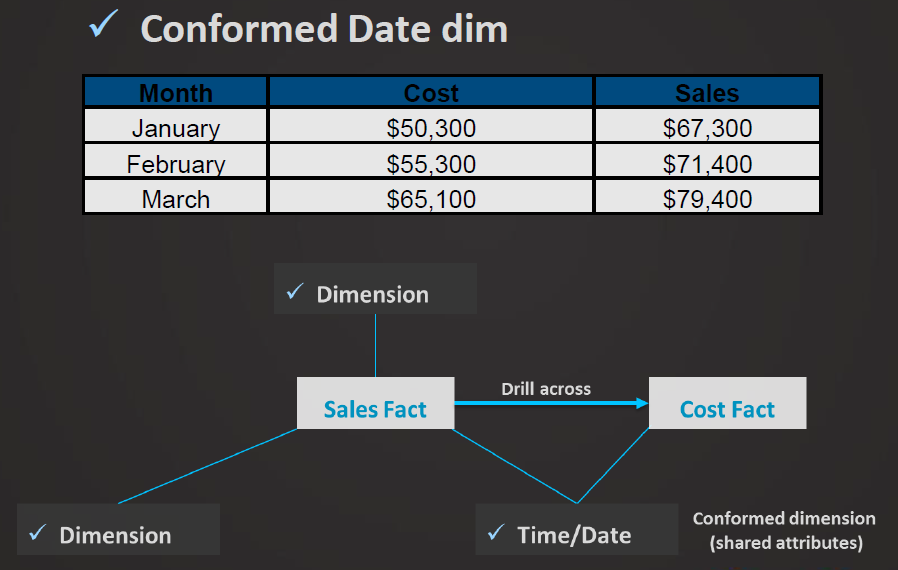 ✓ Conformed Date dim
Month Cost Sales
January $50,300 $67,300
February $55,300 $71,400
March $65,100 $79,400
✓ Dimension
Drill across
Sales Fact
Cost Fact
✓ Dimension
✓ Time/Date
Conformed dimension
(shared attributes)